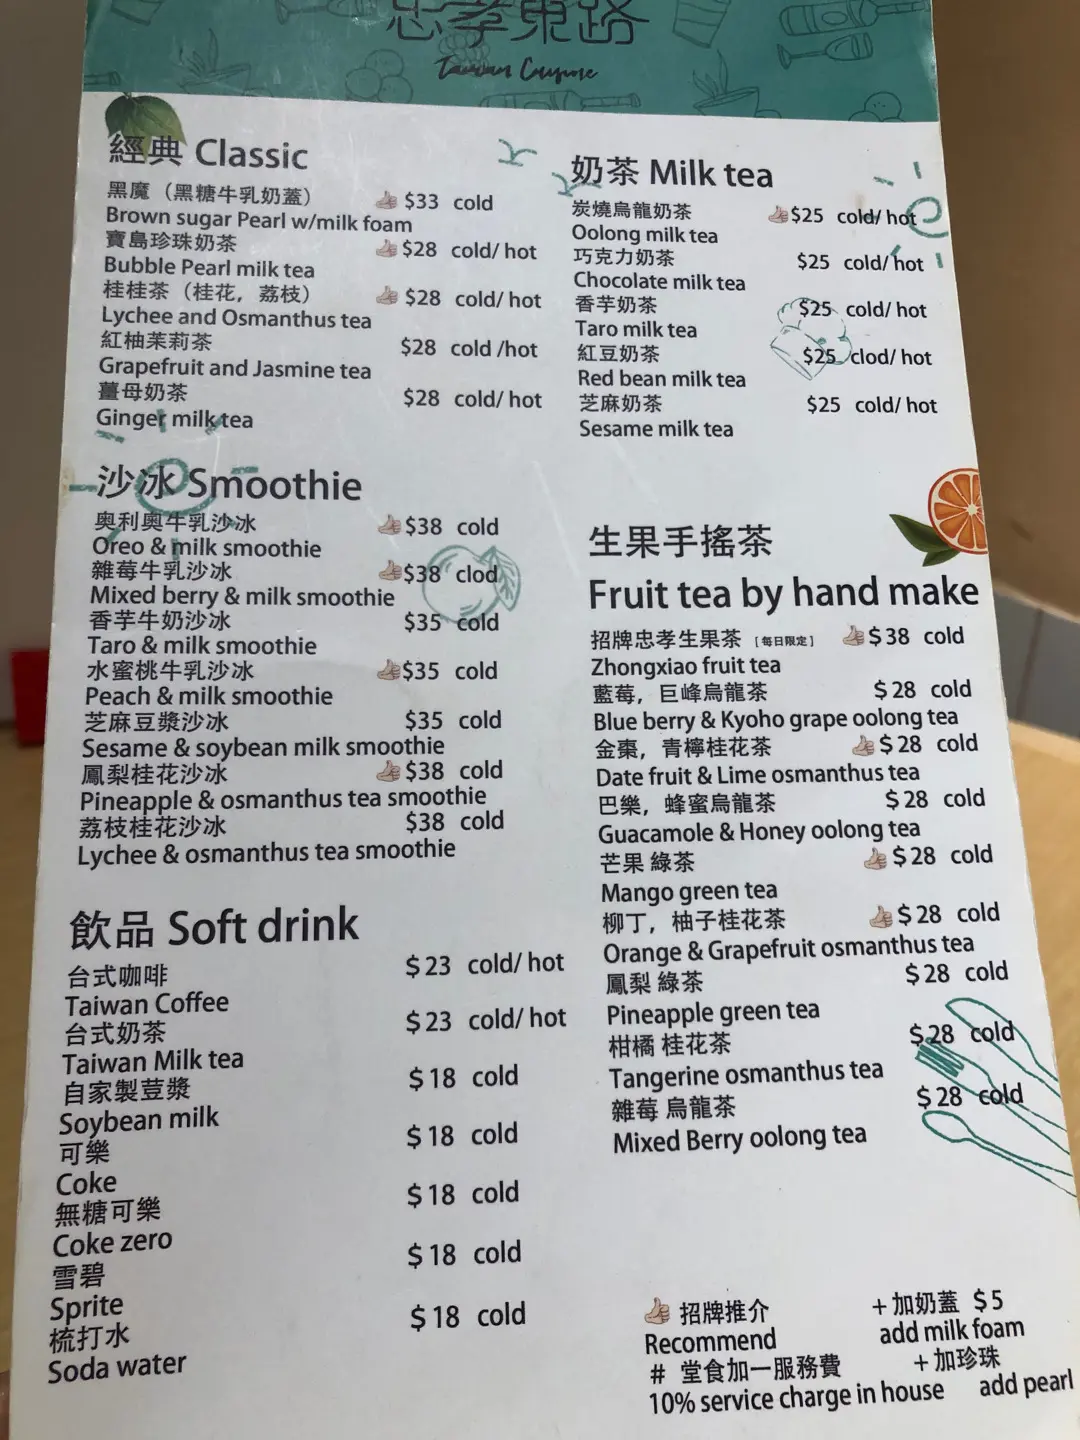 忠孝東路
Taiwan Cuisine
經典 Classic
黑魔（黑糖牛乳奶蓋） $33 cold
Brown sugar Pearl w/milk foam
寶島珍珠奶茶 $28 cold/ hot
Bubble Pearl milk tea
桂桂茶（桂花，荔枝） $28 cold/ hot
Lychee and Osmanthus tea
紅柚茉莉茶 $28 cold /hot
Grapefruit and Jasmine tea
薑母奶茶 $28 cold/ hot
Ginger milk tea
沙冰 Smoothie
奧利奧牛乳沙冰 $38 cold
Oreo & milk smoothie
雜莓牛乳沙冰 $38 clod
Mixed berry & milk smoothie
香芋牛奶沙冰 $35 cold
Taro & milk smoothie
水蜜桃牛乳沙冰 $35 cold
Peach & milk smoothie
芝麻豆漿沙冰 $35 cold
Sesame & soybean milk smoothie
鳳梨桂花沙冰 $38 cold
Pineapple & osmanthus tea smoothie
荔枝桂花沙冰 $38 cold
Lychee & osmanthus tea smoothie
飲品 Soft drink
台式咖啡 $23 cold/ hot
Taiwan Coffee
台式奶茶 $23 cold/ hot
Taiwan Milk tea
自家製荳漿 $18 cold
Soybean milk
可樂 $18 cold
Coke
無糖可樂 $18 cold
Coke zero
雪碧 $18 cold
Sprite
梳打水 $18 cold
Soda water
奶茶 Milk tea
炭燒烏龍奶茶 $25 cold/ hot
Oolong milk tea
巧克力奶茶 $25 cold/ hot
Chocolate milk tea
香芋奶茶 $25 cold/ hot
Taro milk tea
紅豆奶茶 $25 clod/ hot
Red bean milk tea
芝麻奶茶 $25 cold/ hot
Sesame milk tea
生果手搖茶
Fruit tea by hand make
招牌忠孝生果茶 [每日限定] $38 cold
Zhongxiao fruit tea
藍莓，巨峰烏龍茶 $28 cold
Blue berry & Kyoho grape oolong tea
金棗，青檸桂花茶 $28 cold
Date fruit & Lime osmanthus tea
巴樂，蜂蜜烏龍茶 $28 cold
Guacamole & Honey oolong tea
芒果 綠茶 $28 cold
Mango green tea
柳丁，柚子桂花茶 $28 cold
Orange & Grapefruit osmanthus tea
鳳梨 綠茶 $28 cold
Pineapple green tea
柑橘 桂花茶 $28 cold
Tangerine osmanthus tea
雜莓 烏龍茶 $28 cold
Mixed Berry oolong tea
招牌推介 +加奶蓋 $5
Recommend add milk foam
# 堂食加一服務費 +加珍珠
10% service charge in house add pearl